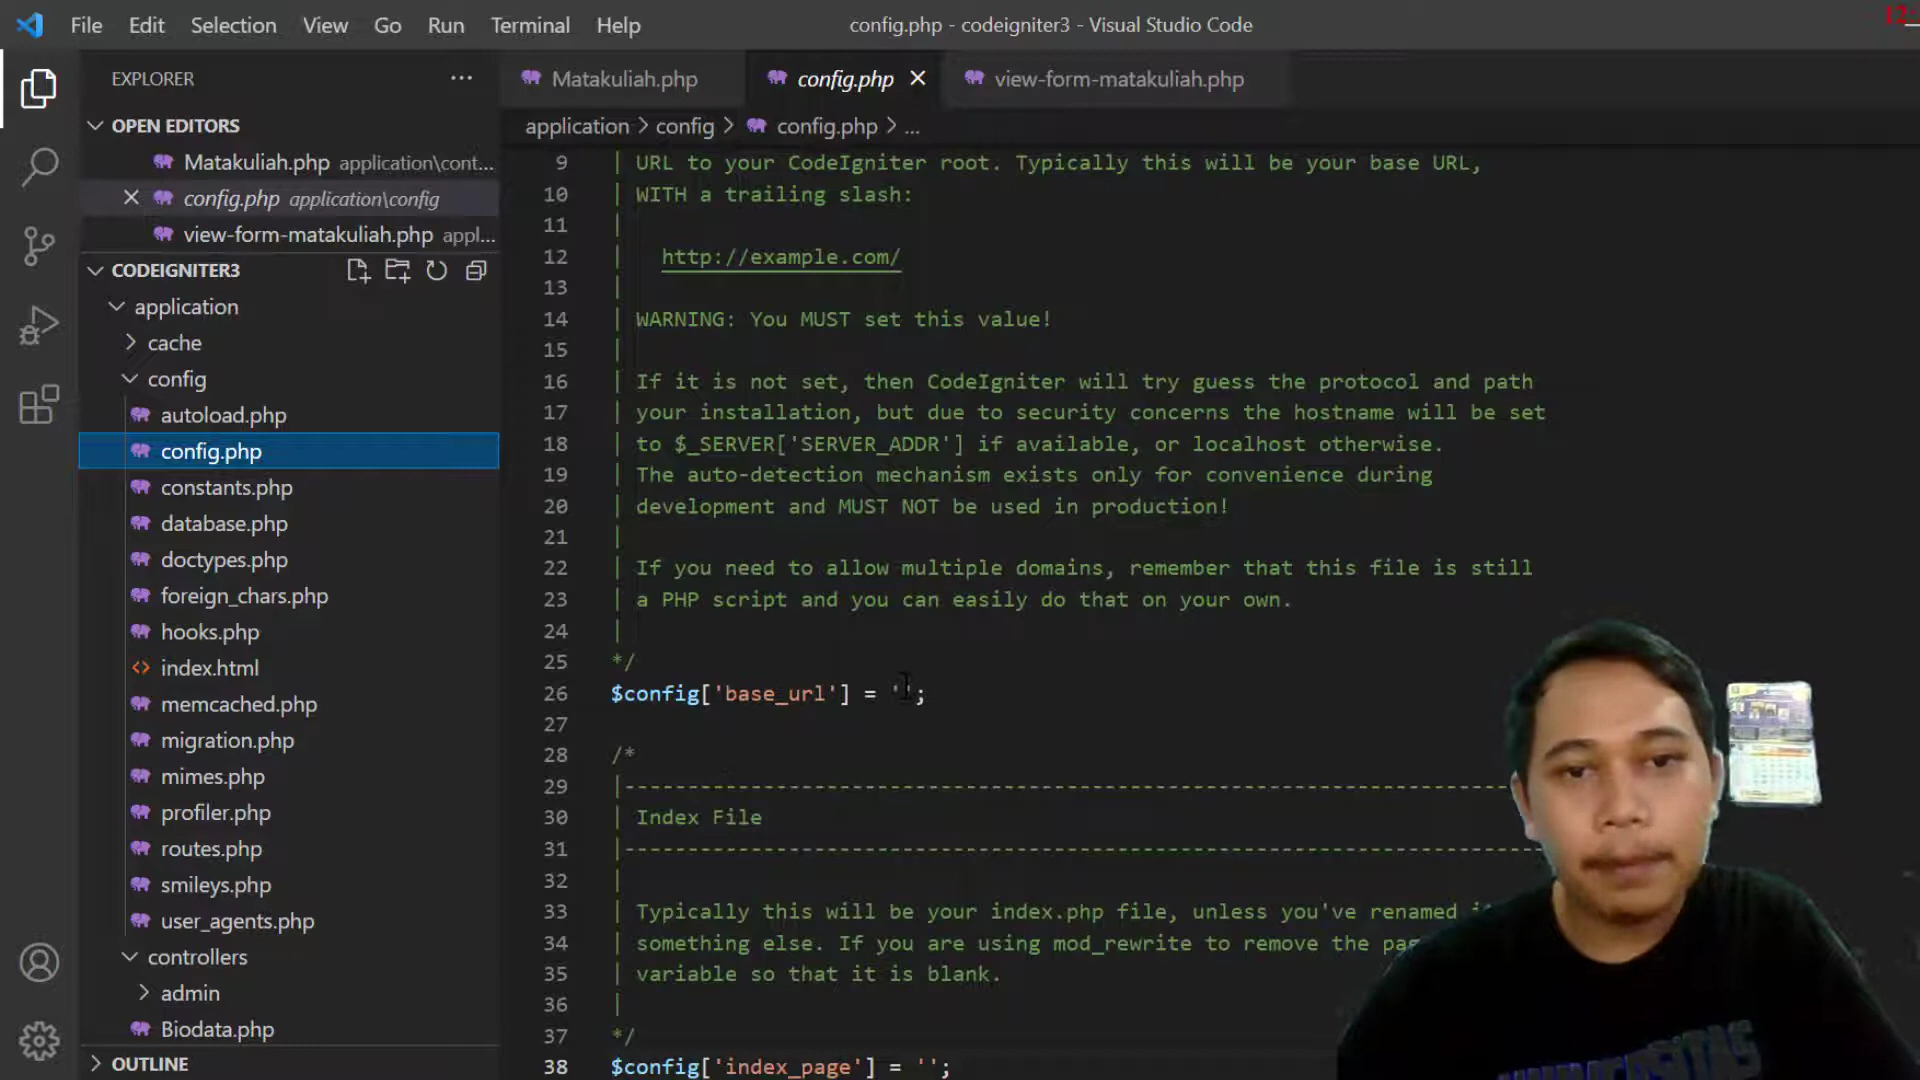 File Edit Selection View Go Run Terminal Help
config.php - codeigniter3 - Visual Studio Code
EXPLORER
OPEN EDITORS
Matakuliah.php application\cont...
config.php application\config
view-form-matakuliah.php appl...
CODEIGNITER3
application
cache
config
autoload.php
config.php
constants.php
database.php
doctypes.php
foreign_chars.php
hooks.php
index.html
memcached.php
migration.php
mimes.php
profiler.php
routes.php
smileys.php
user_agents.php
controllers
admin
Biodata.php
OUTLINE
Matakuliah.php config.php view-form-matakuliah.php
application > config > config.php > ...
9 | URL to your CodeIgniter root. Typically this will be your base URL,
10 | WITH a trailing slash:
11 |
12 | http://example.com/
13 |
14 | WARNING: You MUST set this value!
15 |
16 | If it is not set, then CodeIgniter will try guess the protocol and path
17 | your installation, but due to security concerns the hostname will be set
18 | to $_SERVER['SERVER_ADDR'] if available, or localhost otherwise.
19 | The auto-detection mechanism exists only for convenience during
20 | development and MUST NOT be used in production!
21 |
22 | If you need to allow multiple domains, remember that this file is still
23 | a PHP script and you can easily do that on your own.
24 |
25 */
26 $config['base_url'] = '';
27
28 /*
29 |--------------------------------------------------------------------------
30 | Index File
31 |--------------------------------------------------------------------------
32 |
33 | Typically this will be your index.php file, unless you've renamed
34 | something else. If you are using mod_rewrite to remove the
35 | variable so that it is blank.
36 |
37 */
38 $config['index_page'] = '';